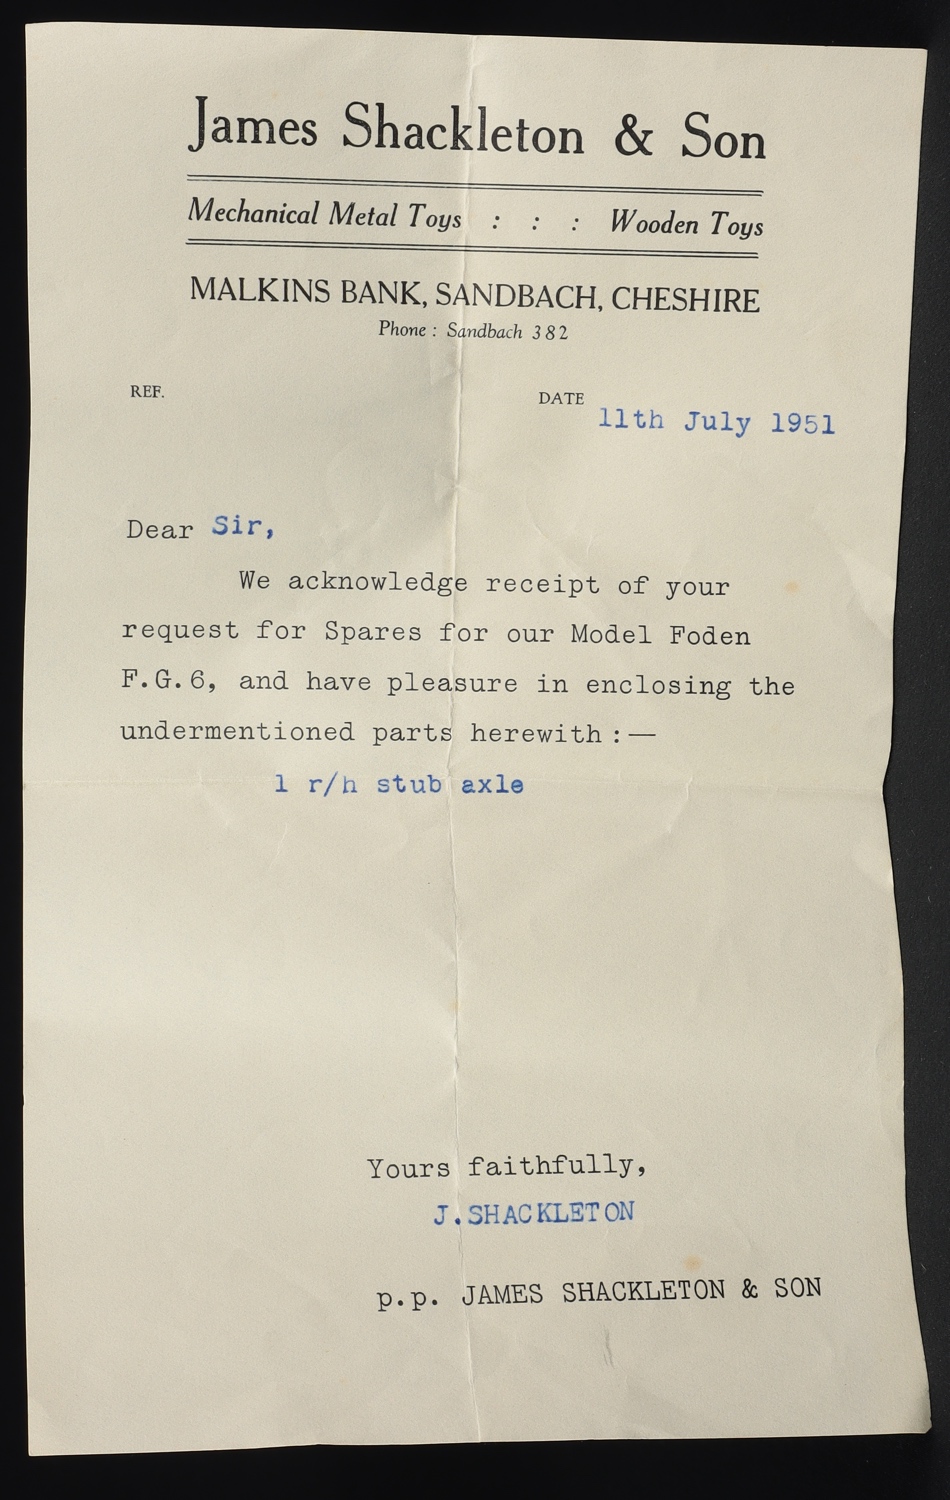 James Shackleton & Son
Mechanical Metal Toys : : : Wooden Toys
MALKINS BANK, SANDBACH, CHESHIRE
Phone : Sandbach 382
REF.
DATE 11th July 1951
Dear Sir,
We acknowledge receipt of your
request for Spares for our Model Foden
F.G.6, and have pleasure in enclosing the
undermentioned parts herewith :—
1 r/h stub axle
Yours faithfully,
J.SHACKLETON
p.p. JAMES SHACKLETON & SON